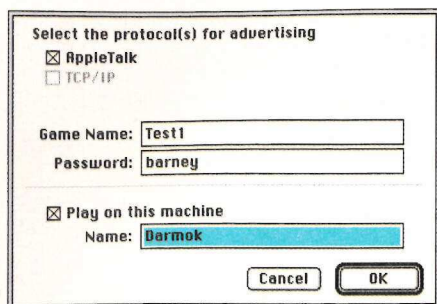 Select the protocol(s) for advertising
AppleTalk
TCP/IP
Game Name: Test1
Password: barney
Play on this machine
Name: Darmok
Cancel OK